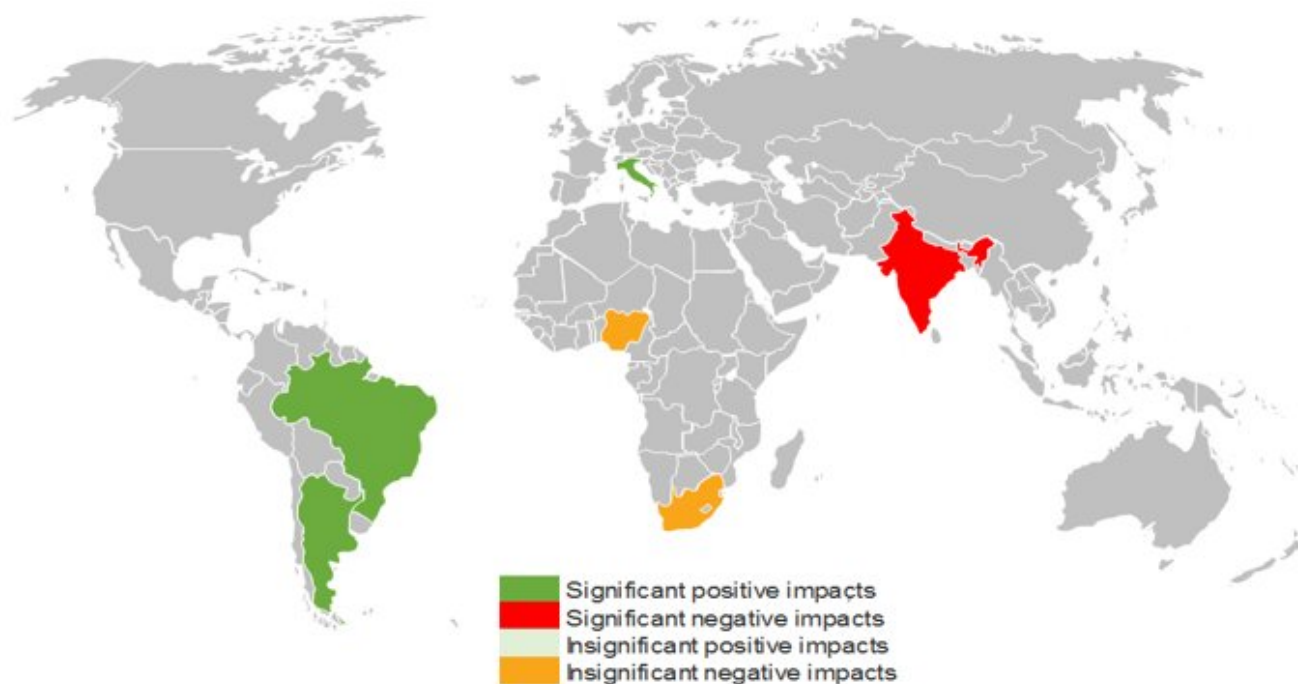 Significant positive impacts
Significant negative impacts
Insignificant positive impacts
Insignificant negative impacts